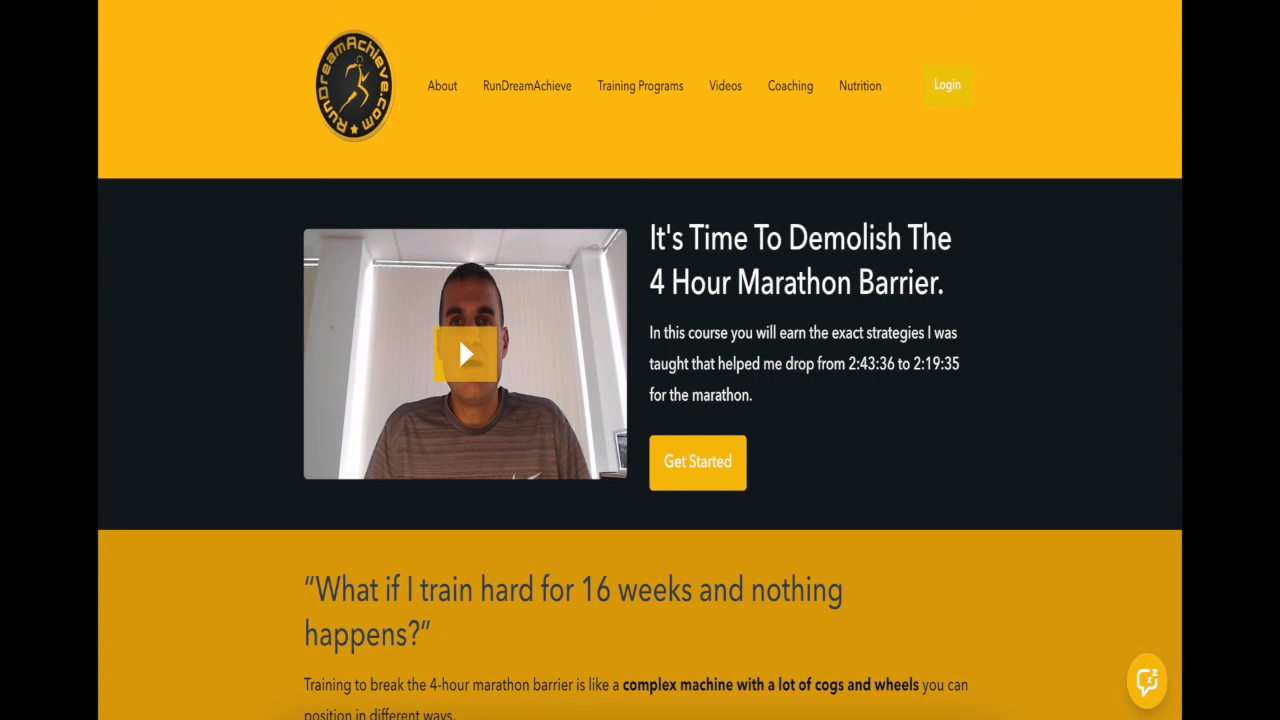 RunDreamAchieve.com
About
RunDreamAchieve
Training Programs
Videos
Coaching
Nutrition
Login
It's Time To Demolish The
4 Hour Marathon Barrier.
In this course you will earn the exact strategies I was
taught that helped me drop from 2:43:36 to 2:19:35
for the marathon.
Get Started
“What if I train hard for 16 weeks and nothing
happens?”
Training to break the 4-hour marathon barrier is like a complex machine with a lot of cogs and wheels you can
position in different ways.